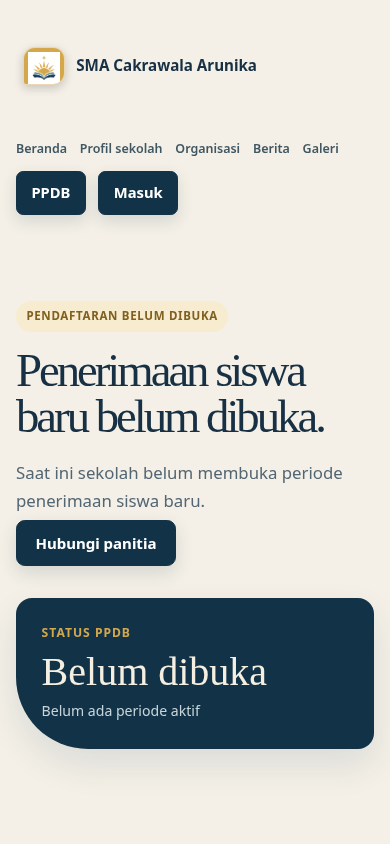 SMA Cakrawala Arunika
Beranda Profil sekolah Organisasi Berita Galeri
PPDB Masuk
PENDAFTARAN BELUM DIBUKA
Penerimaan siswa
baru belum dibuka.
Saat ini sekolah belum membuka periode
penerimaan siswa baru.
Hubungi panitia
STATUS PPDB
Belum dibuka
Belum ada periode aktif